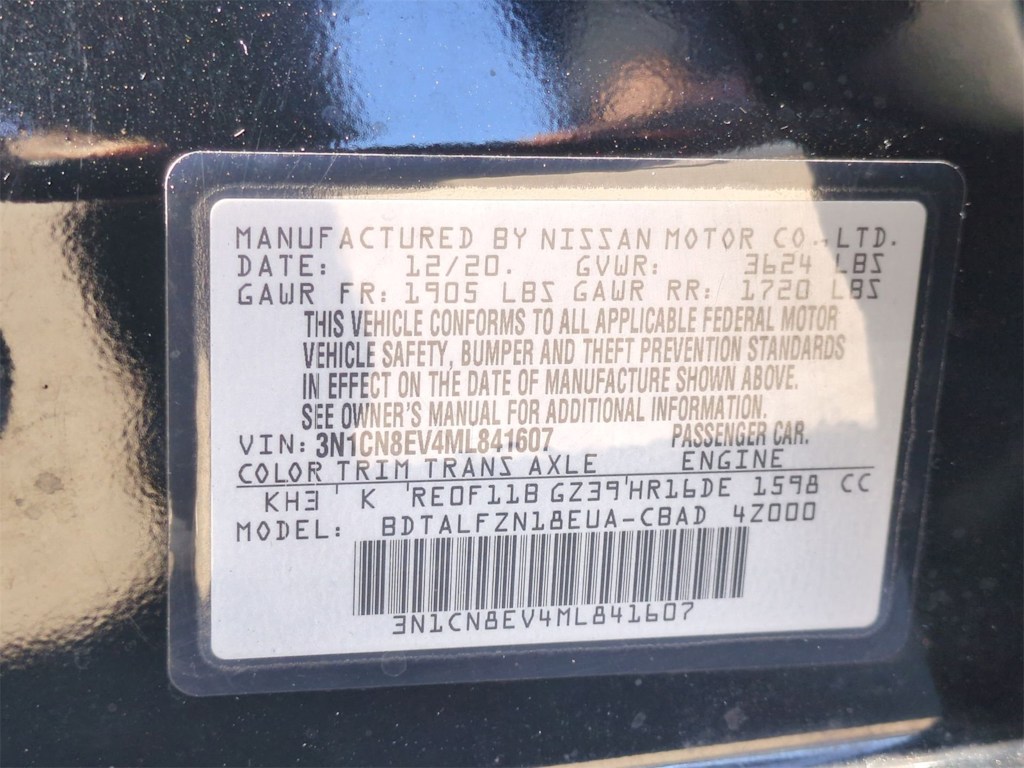 MANUFACTURED BY NISSAN MOTOR CO., LTD.
DATE: 12/20. GVWR: 3624 LBS
GAWR FR: 1905 LBS GAWR RR: 1720 LBS
THIS VEHICLE CONFORMS TO ALL APPLICABLE FEDERAL MOTOR
VEHICLE SAFETY, BUMPER AND THEFT PREVENTION STANDARDS
IN EFFECT ON THE DATE OF MANUFACTURE SHOWN ABOVE.
SEE OWNER'S MANUAL FOR ADDITIONAL INFORMATION.
VIN: 3N1CN8EV4ML841607 PASSENGER CAR.
COLOR TRIM TRANS AXLE ENGINE
KH3 ' K 'RE0F11B GZ39'HR16DE 1598 CC
MODEL: BDTALFZN18EUA-CBAD 4Z000
3N1CN8EV4ML841607